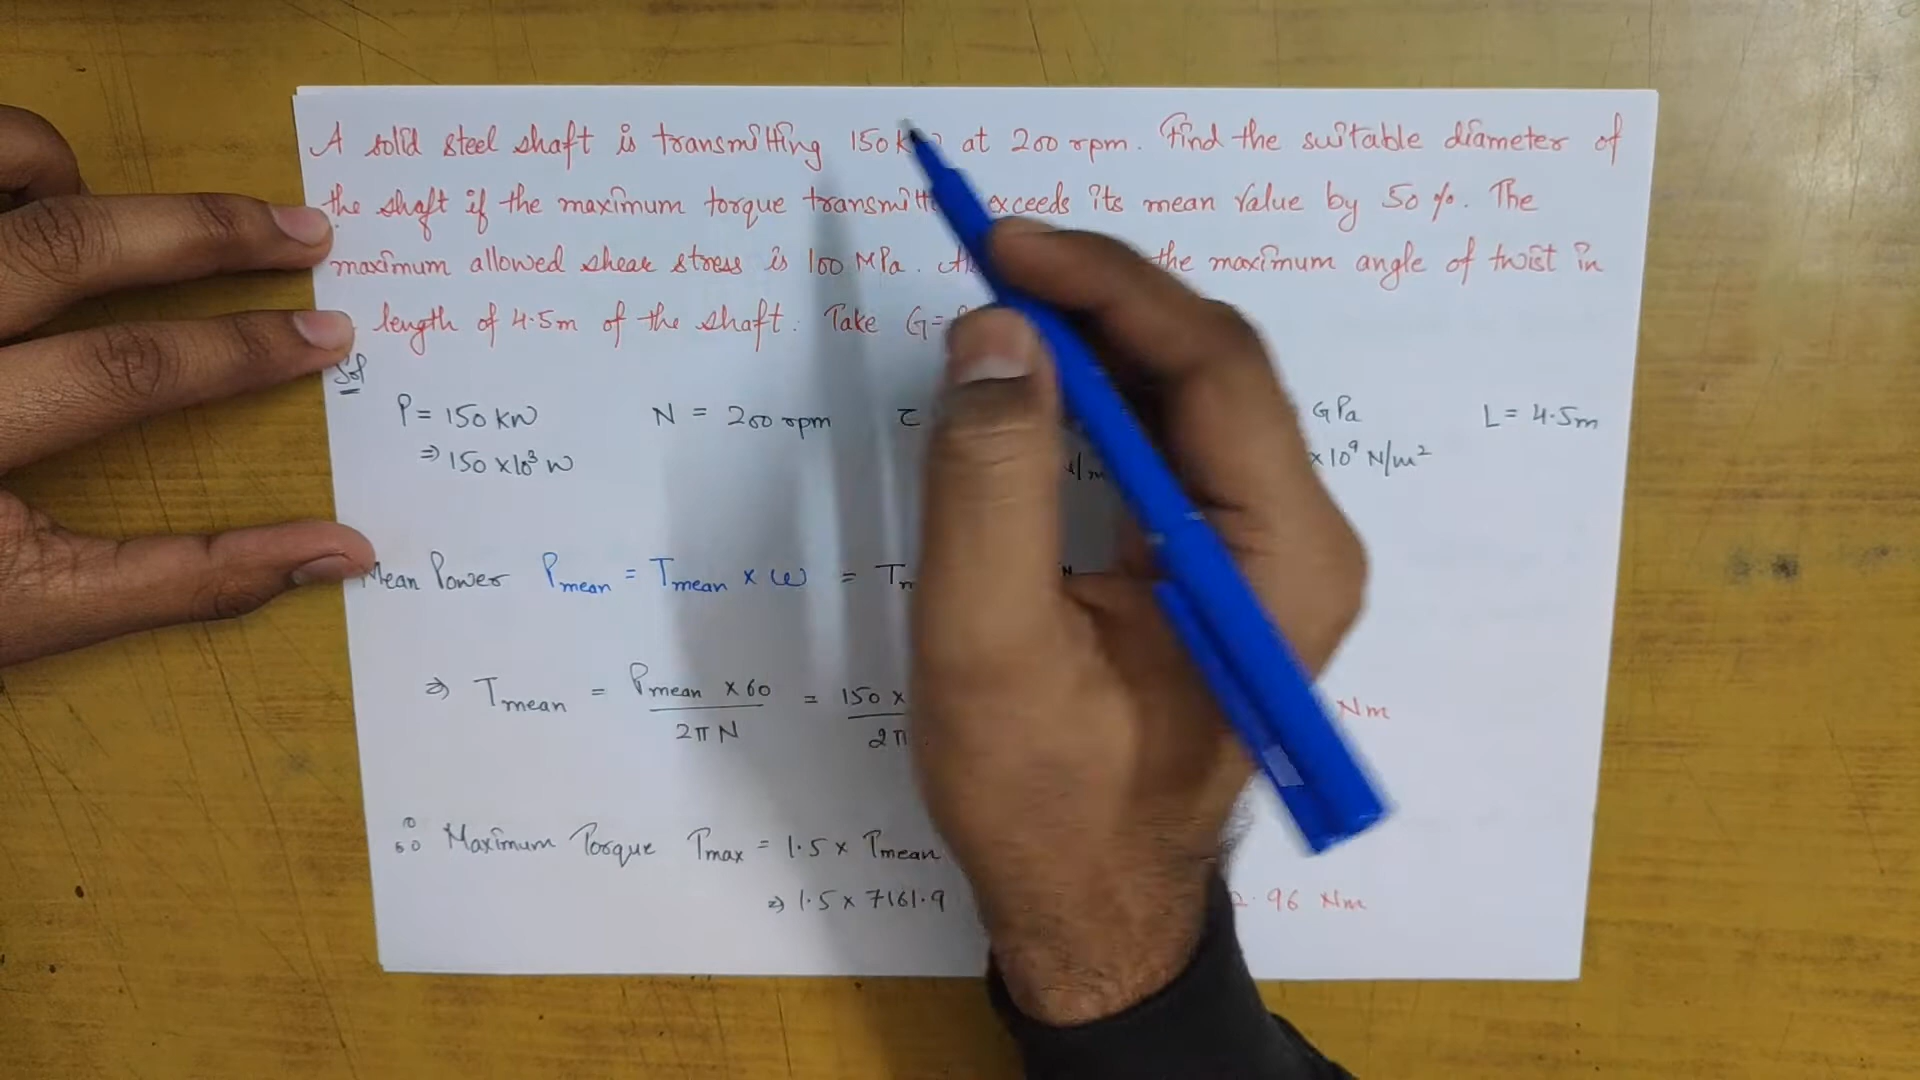 A solid steel shaft is transmitting 150 k at 200 rpm. Find the suitable diameter of
the shaft if the maximum torque exceeds its mean value by 50 %. The
maximum allowed shear stress is 100 MPa. the maximum angle of twist in
length of 4.5m of the shaft. Take G=
Sol
P = 150 KW N = 200 rpm τ GPa L = 4.5m
⇒ 150 ×10³ W ×10⁹ N/m²
Mean Power Pmean = Tmean × ω =
⇒ Tmean = Pmean × 60 / 2πN = 150 × / 2π Nm
∴ Maximum Torque Tmax = 1.5 × Tmean
⇒ 1.5 × 7161.9 2.96 Nm